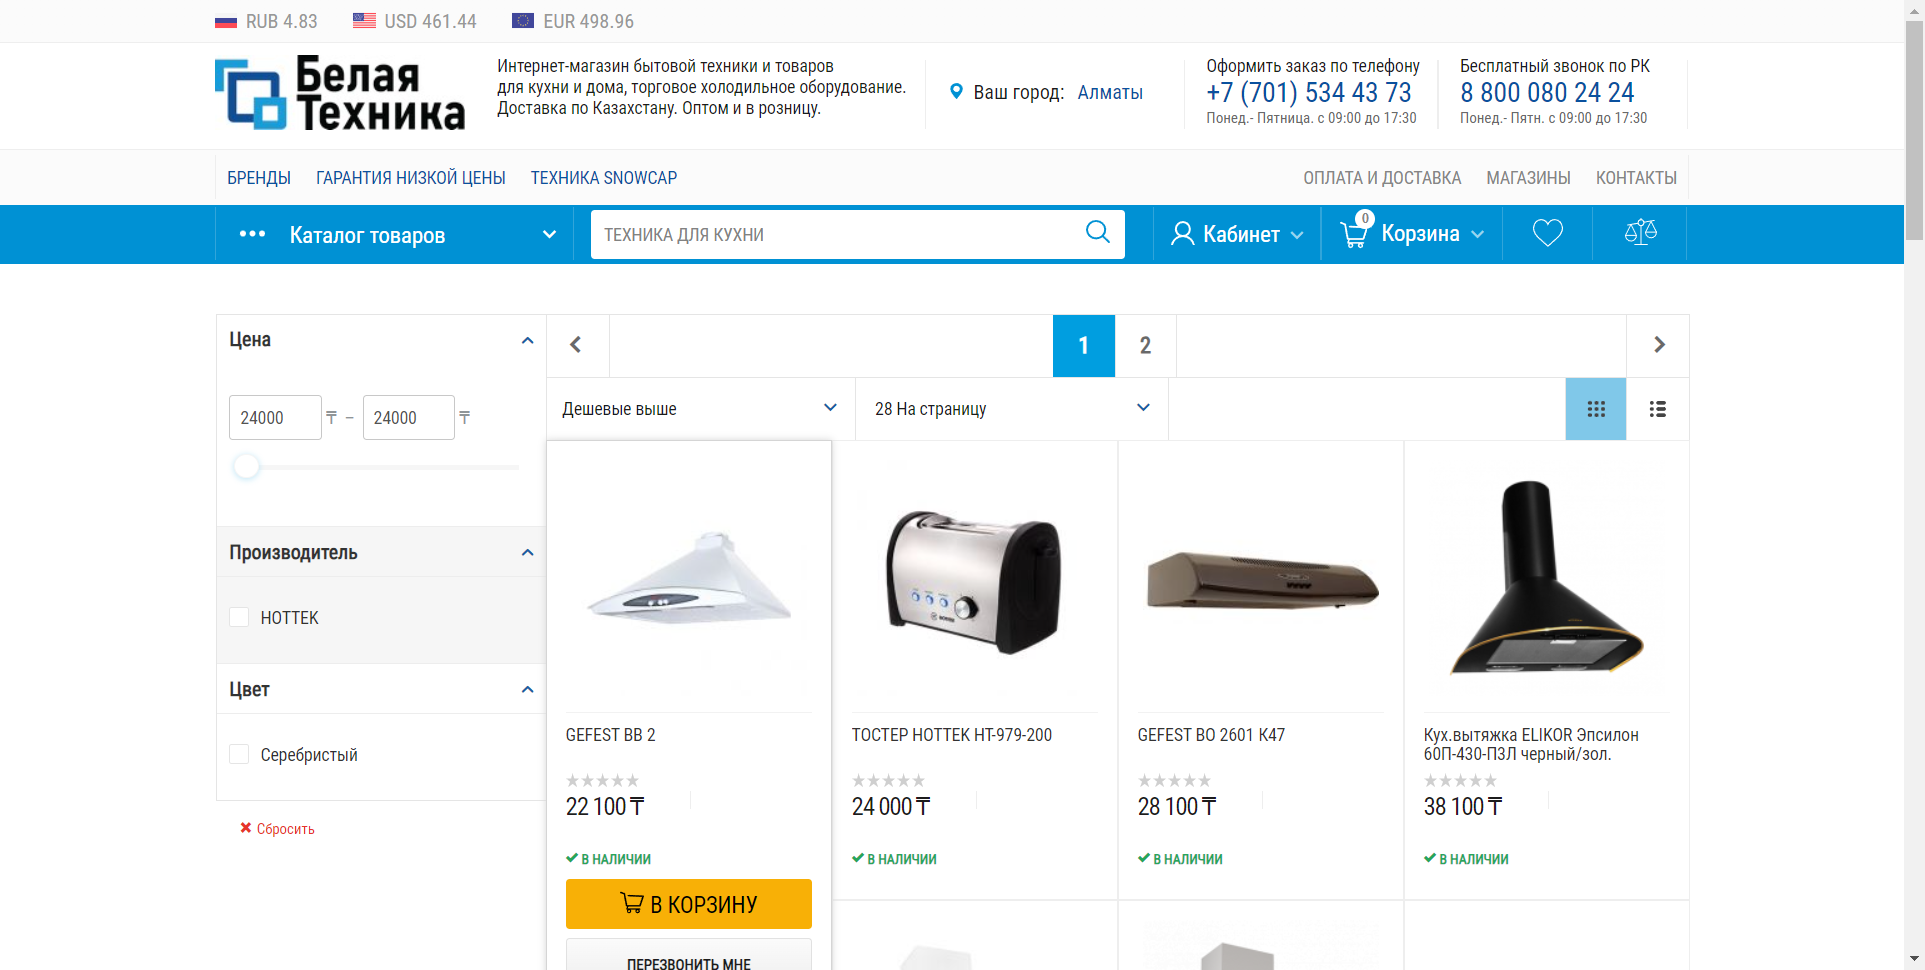 RUB 4.83
USD 461.44
EUR 498.96
Белая
Техника
Интернет-магазин бытовой техники и товаров
для кухни и дома, торговое холодильное оборудование.
Доставка по Казахстану. Оптом и в розницу.
Ваш город: Алматы
Оформить заказ по телефону
+7 (701) 534 43 73
Понед.- Пятница. с 09:00 до 17:30
Бесплатный звонок по РК
8 800 080 24 24
Понед.- Пятн. с 09:00 до 17:30
БРЕНДЫ
ГАРАНТИЯ НИЗКОЙ ЦЕНЫ
ТЕХНИКА SNOWCAP
ОПЛАТА И ДОСТАВКА
МАГАЗИНЫ
КОНТАКТЫ
Каталог товаров
ТЕХНИКА ДЛЯ КУХНИ
Кабинет
0
Корзина
Цена
24000 ₸ – 24000 ₸
Производитель
HOTTEK
Цвет
Серебристый
Сбросить
1
2
Дешевые выше
28 На страницу
GEFEST ВВ 2
22 100 ₸
В НАЛИЧИИ
В КОРЗИНУ
ПЕРЕЗВОНИТЬ МНЕ
ТОСТЕР HOTTEK HT-979-200
24 000 ₸
В НАЛИЧИИ
GEFEST ВО 2601 К47
28 100 ₸
В НАЛИЧИИ
Кух.вытяжка ELIKOR Эпсилон
60П-430-П3Л черный/зол.
38 100 ₸
В НАЛИЧИИ